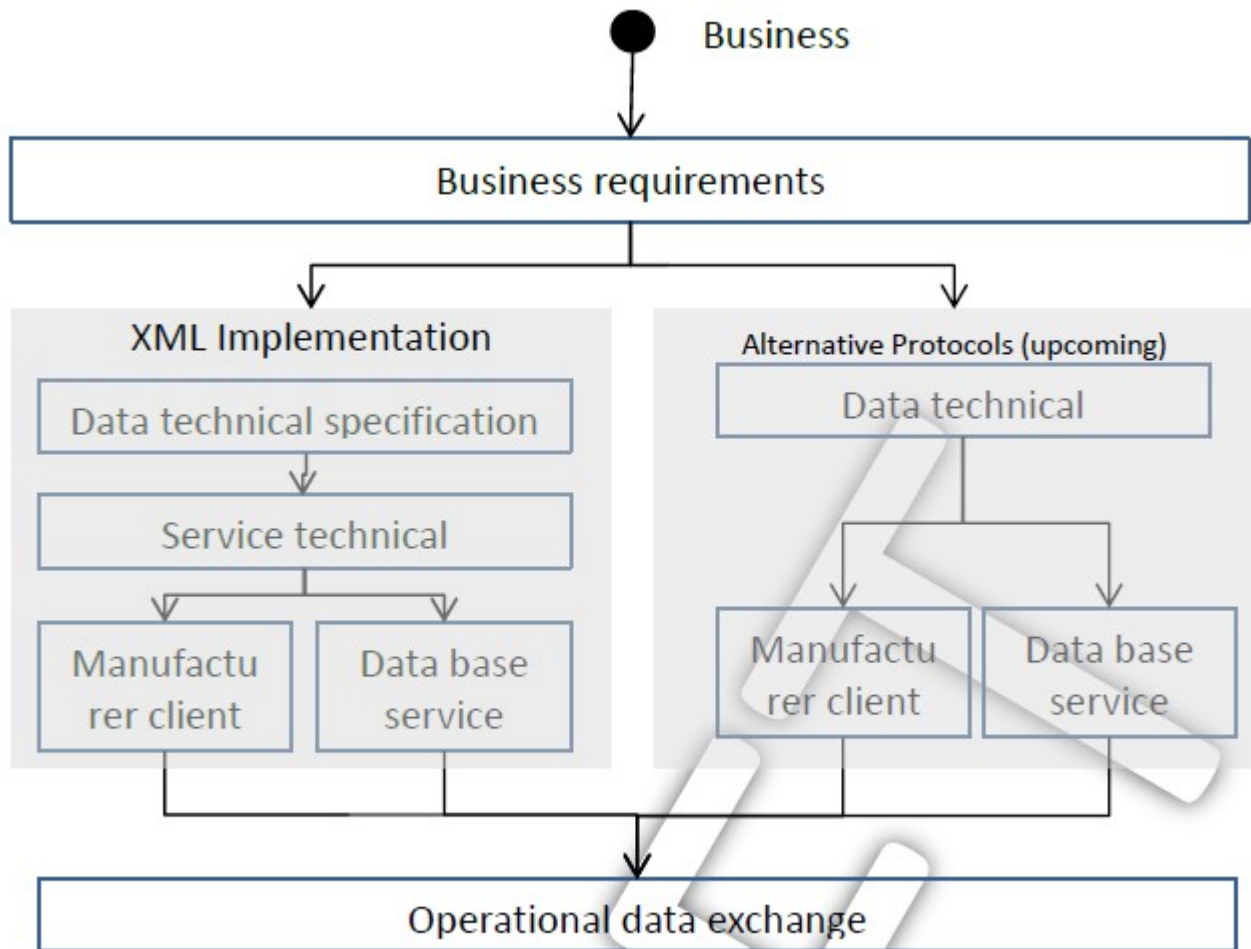 Business
Business requirements
XML Implementation
Data technical specification
Service technical
Manufactu
rer client
Data base
service
Alternative Protocols (upcoming)
Data technical
Manufactu
rer client
Data base
service
Operational data exchange